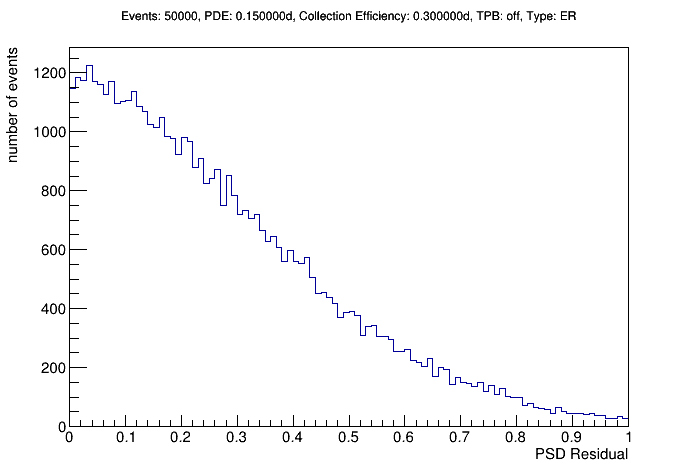 Events: 50000, PDE: 0.150000d, Collection Efficiency: 0.300000d, TPB: off, Type: ER
number of events
1200
1000
800
600
400
200
0
0 0.1 0.2 0.3 0.4 0.5 0.6 0.7 0.8 0.9 1
PSD Residual